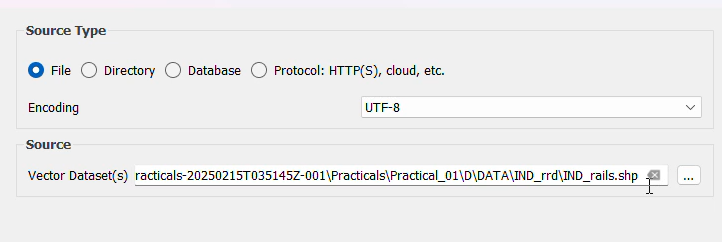 Source Type
File Directory Database Protocol: HTTP(S), cloud, etc.
Encoding UTF-8
Source
Vector Dataset(s) racticals-20250215T035145Z-001\Practicals\Practical_01\D\DATA\IND_rrd\IND_rails.shp ...